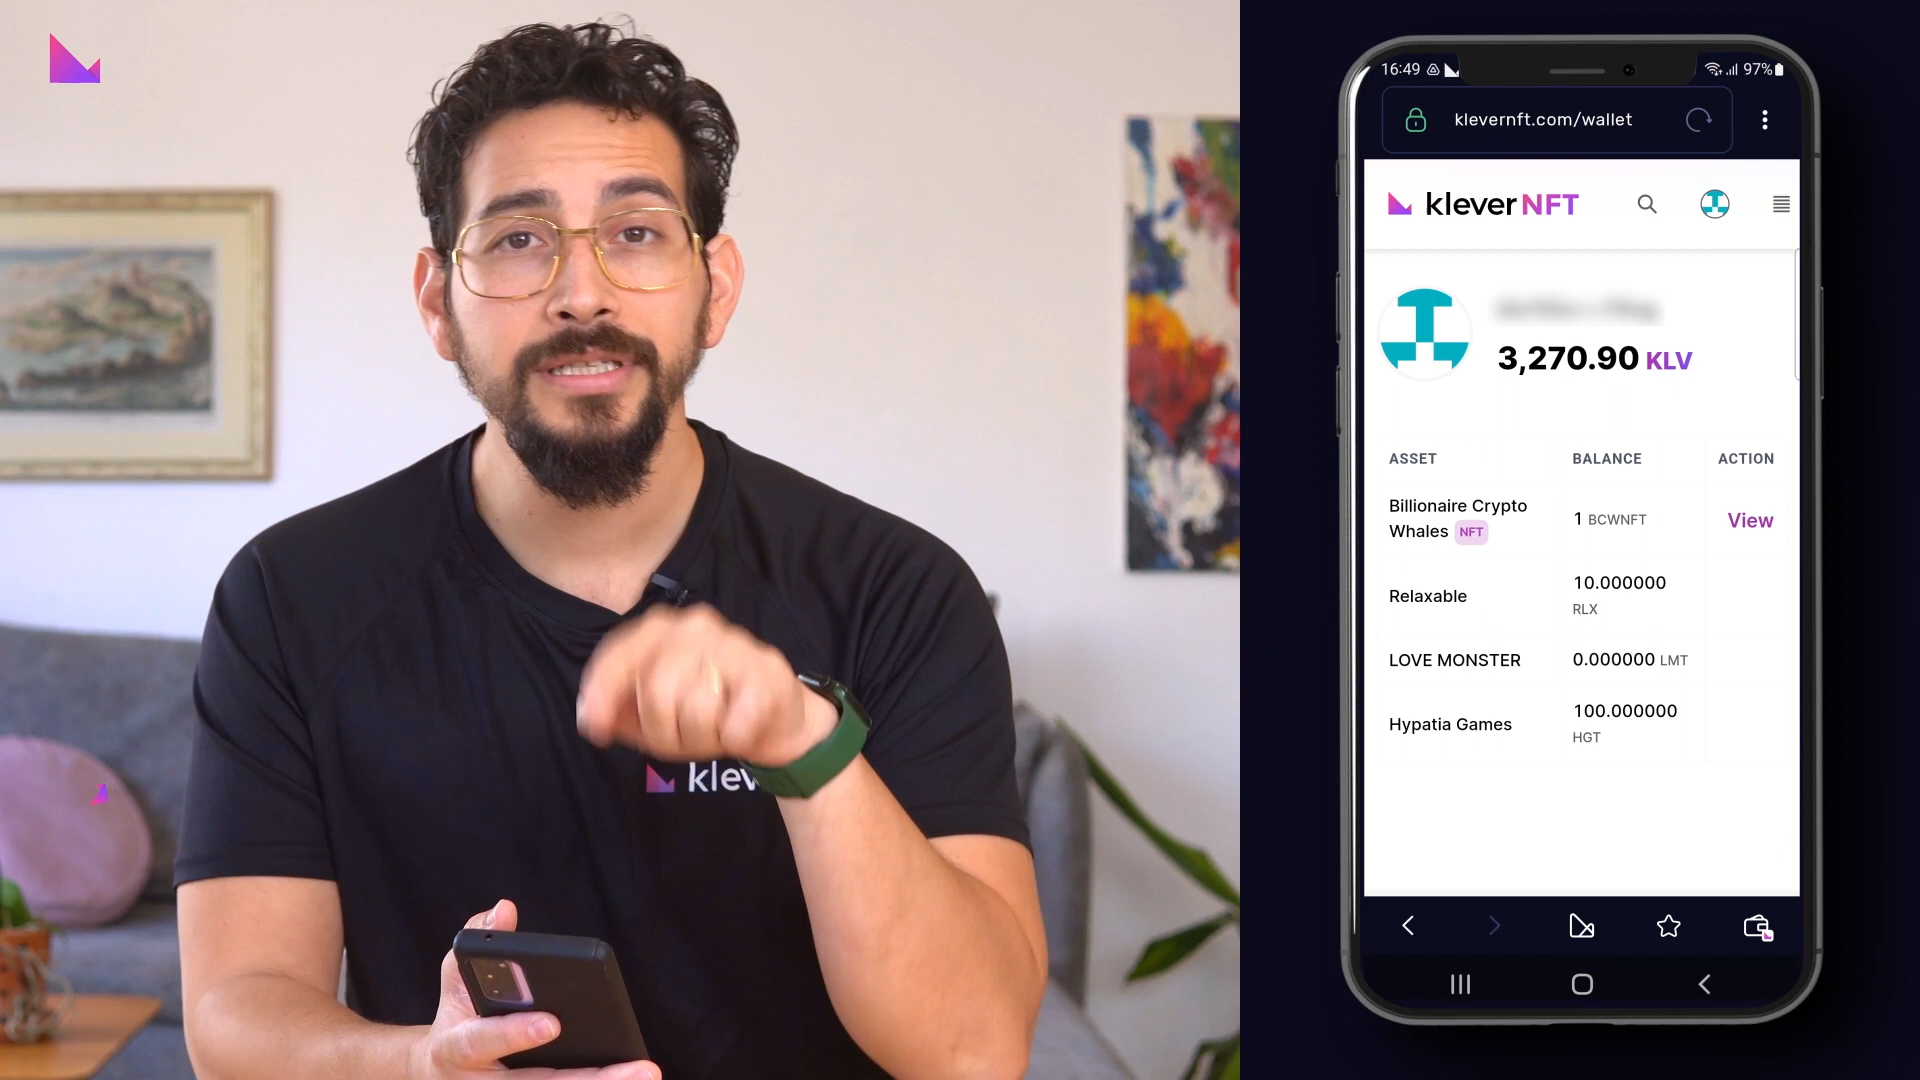 klev
16:49
97%
klevernft.com/wallet
klever NFT
3,270.90 KLV
ASSET BALANCE ACTION
Billionaire Crypto
Whales NFT
1 BCWNFT
View
Relaxable
10.000000
RLX
LOVE MONSTER
0.000000 LMT
Hypatia Games
100.000000
HGT